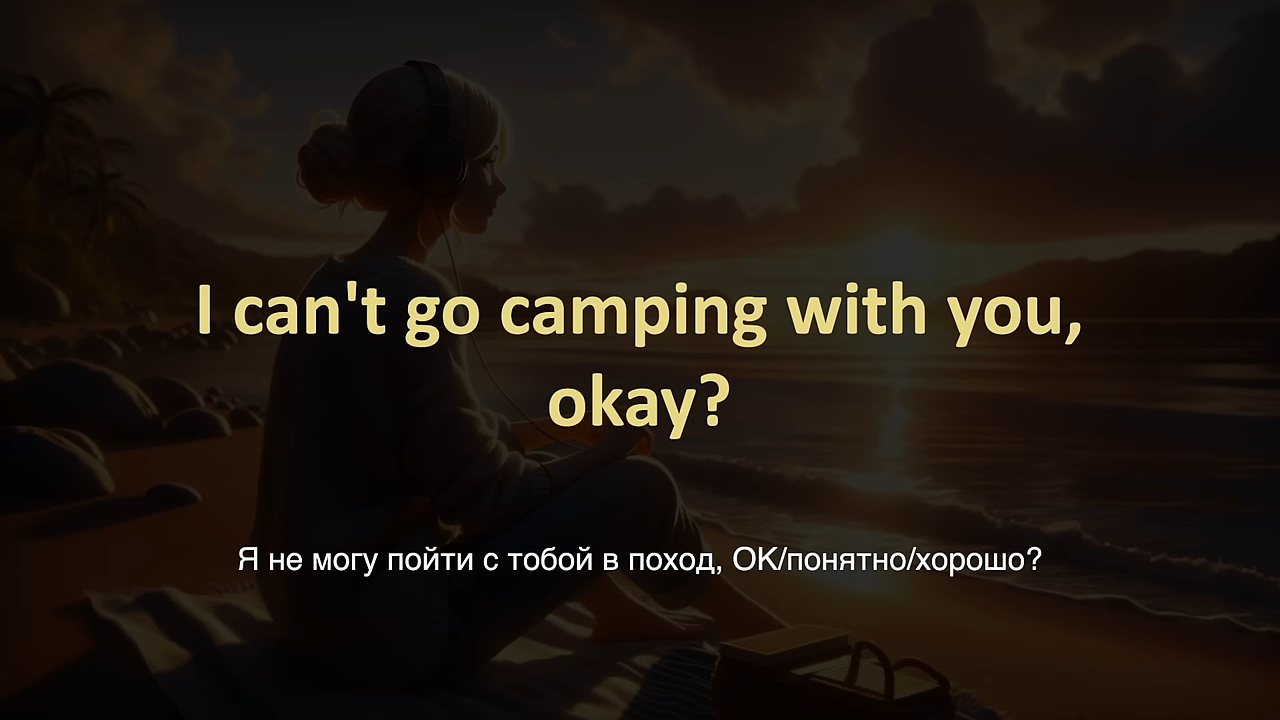 I can't go camping with you,
okay?
Я не могу пойти с тобой в поход, OK/понятно/хорошо?